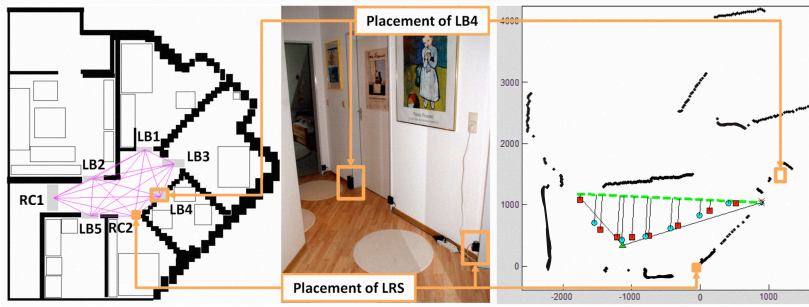 Placement of LB4
LB1
LB2
LB3
RC1
LB4
LB5
RC2
Placement of LRS
4000
3000
2000
1000
0
-2000
-1000
0
1000